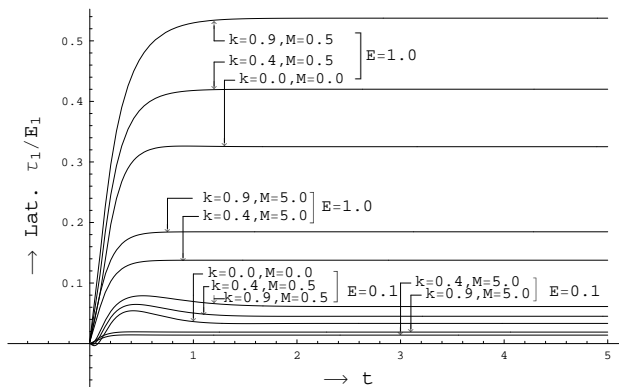 0.5
k=0.9,M=0.5
k=0.4,M=0.5
E=1.0
k=0.0,M=0.0
0.4
0.3
→ Lat. τ₁/E₁
0.2
k=0.9,M=5.0
k=0.4,M=5.0
E=1.0
0.1
k=0.0,M=0.0
k=0.4,M=0.5
k=0.9,M=0.5
E=0.1
k=0.4,M=5.0
k=0.9,M=5.0
E=0.1
1 2 3 4 5
→ t